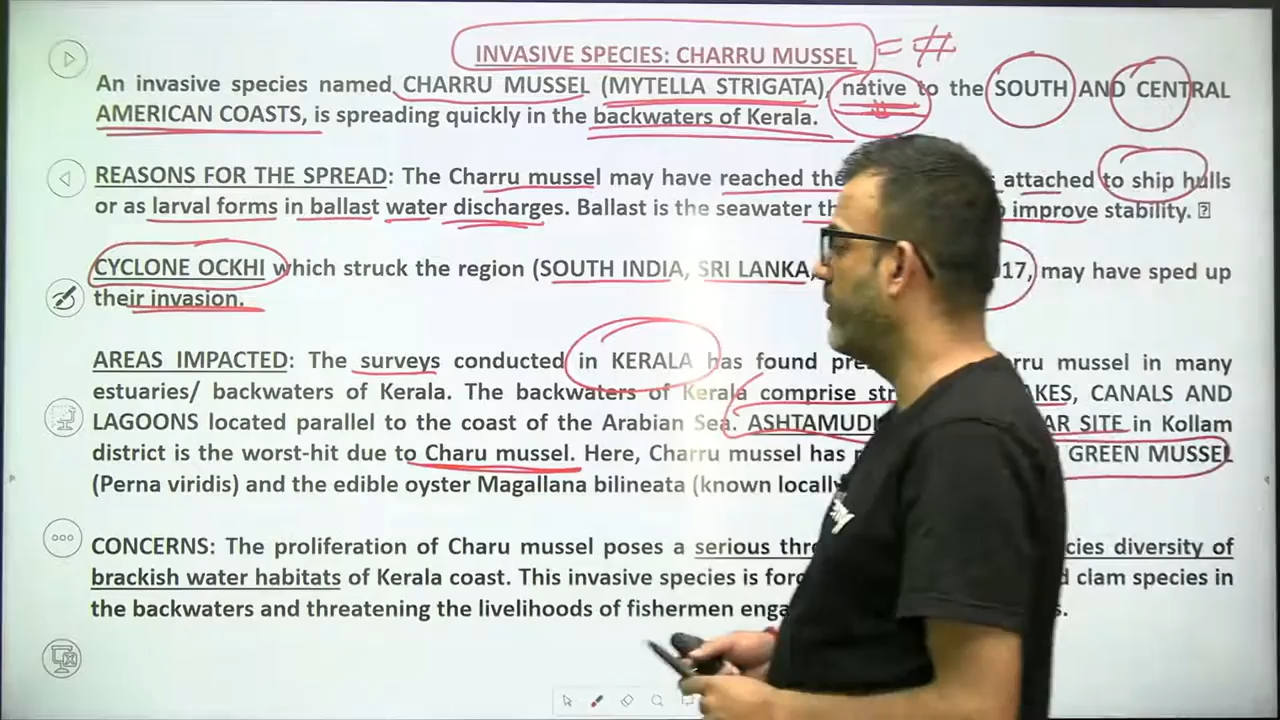 INVASIVE SPECIES: CHARRU MUSSEL = #
An invasive species named CHARRU MUSSEL (MYTELLA STRIGATA), native to the SOUTH AND CENTRAL
AMERICAN COASTS, is spreading quickly in the backwaters of Kerala.
REASONS FOR THE SPREAD: The Charru mussel may have reached the attached to ship hulls
or as larval forms in ballast water discharges. Ballast is the seawater improve stability.
CYCLONE OCKHI which struck the region (SOUTH INDIA, SRI LANKA, 17, may have sped up
their invasion.
AREAS IMPACTED: The surveys conducted in KERALA has found mussel in many
estuaries/ backwaters of Kerala. The backwaters of Kerala comprise CANALS AND
LAGOONS located parallel to the coast of the Arabian Sea. ASHTAMUDI SITE in Kollam
district is the worst-hit due to Charu mussel. Here, Charru mussel has GREEN MUSSEL
(Perna viridis) and the edible oyster Magallana bilineata (known locally
CONCERNS: The proliferation of Charu mussel poses a serious diversity of
brackish water habitats of Kerala coast. This invasive species is clam species in
the backwaters and threatening the livelihoods of fishermen